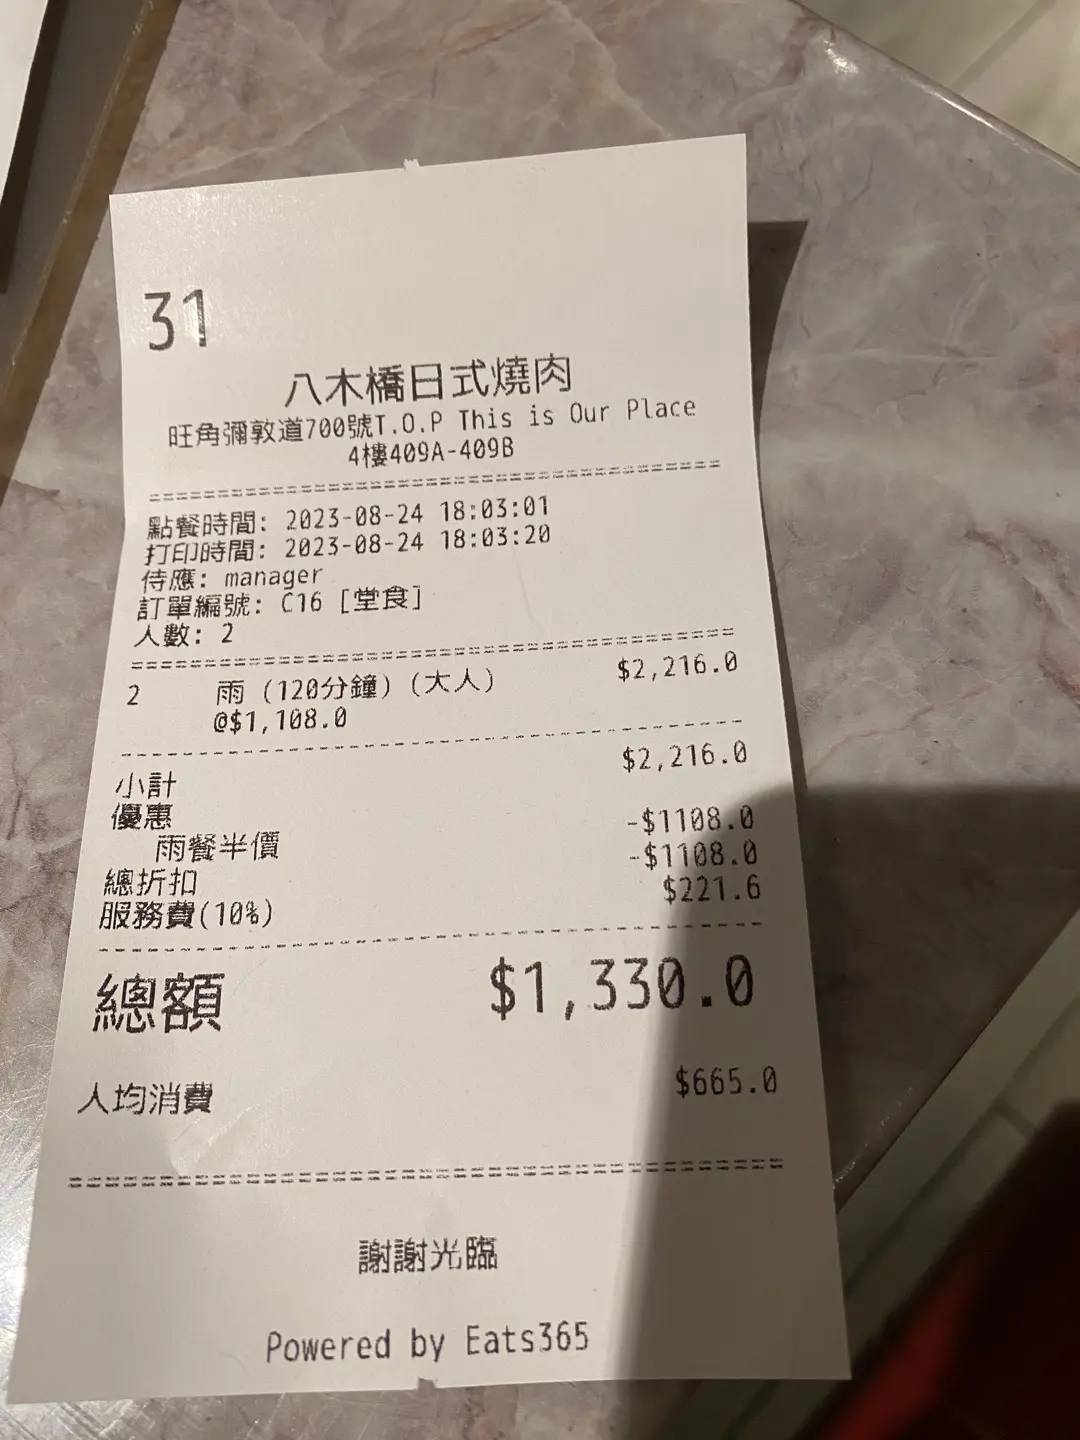 31
八木橋日式燒肉
旺角彌敦道700號T.O.P This is Our Place
4樓409A-409B
點餐時間: 2023-08-24 18:03:01
打印時間: 2023-08-24 18:03:20
侍應: manager
訂單編號: C16 [堂食]
人數: 2
2 雨 (120分鐘) (大人) $2,216.0
@$1,108.0
小計 $2,216.0
優惠
雨餐半價 -$1108.0
總折扣 -$1108.0
服務費(10%) $221.6
總額 $1,330.0
人均消費 $665.0
謝謝光臨
Powered by Eats365